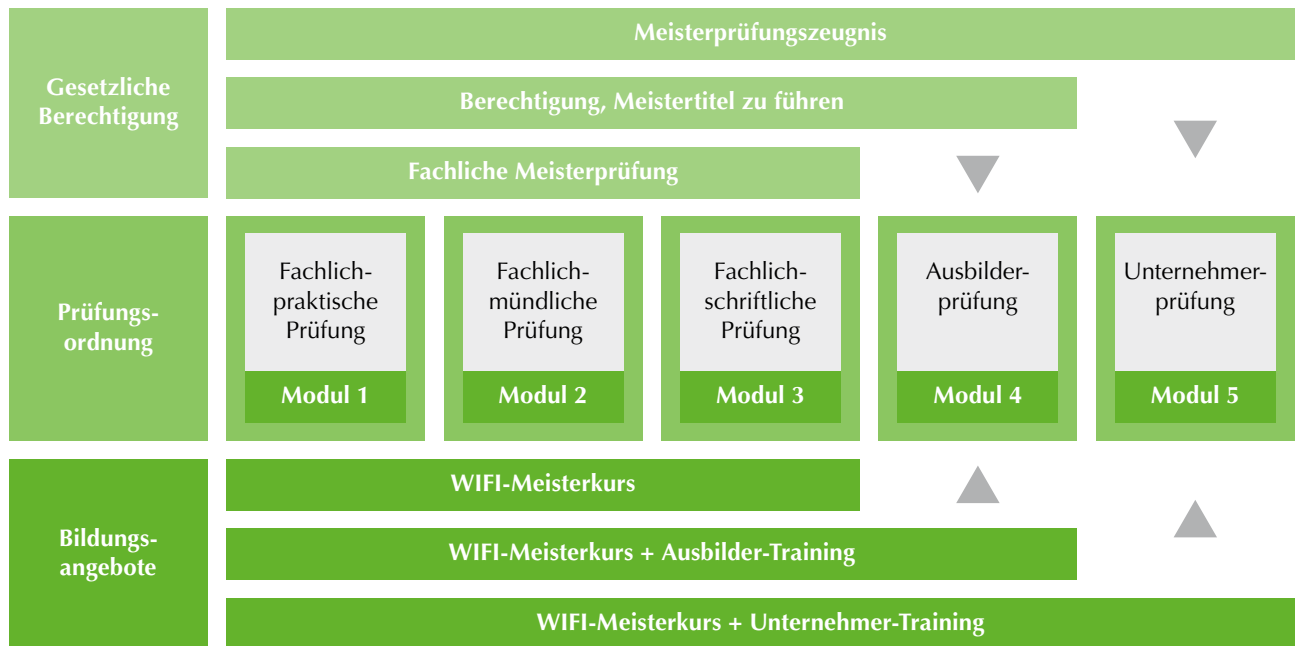 Gesetzliche
Berechtigung
Meisterprüfungszeugnis
Berechtigung, Meistertitel zu führen
Fachliche Meisterprüfung
Prüfungs-
ordnung
Fachlich-
praktische
Prüfung
Modul 1
Fachlich-
mündliche
Prüfung
Modul 2
Fachlich-
schriftliche
Prüfung
Modul 3
Ausbilder-
prüfung
Modul 4
Unternehmer-
prüfung
Modul 5
Bildungs-
angebote
WIFI-Meisterkurs
WIFI-Meisterkurs + Ausbilder-Training
WIFI-Meisterkurs + Unternehmer-Training